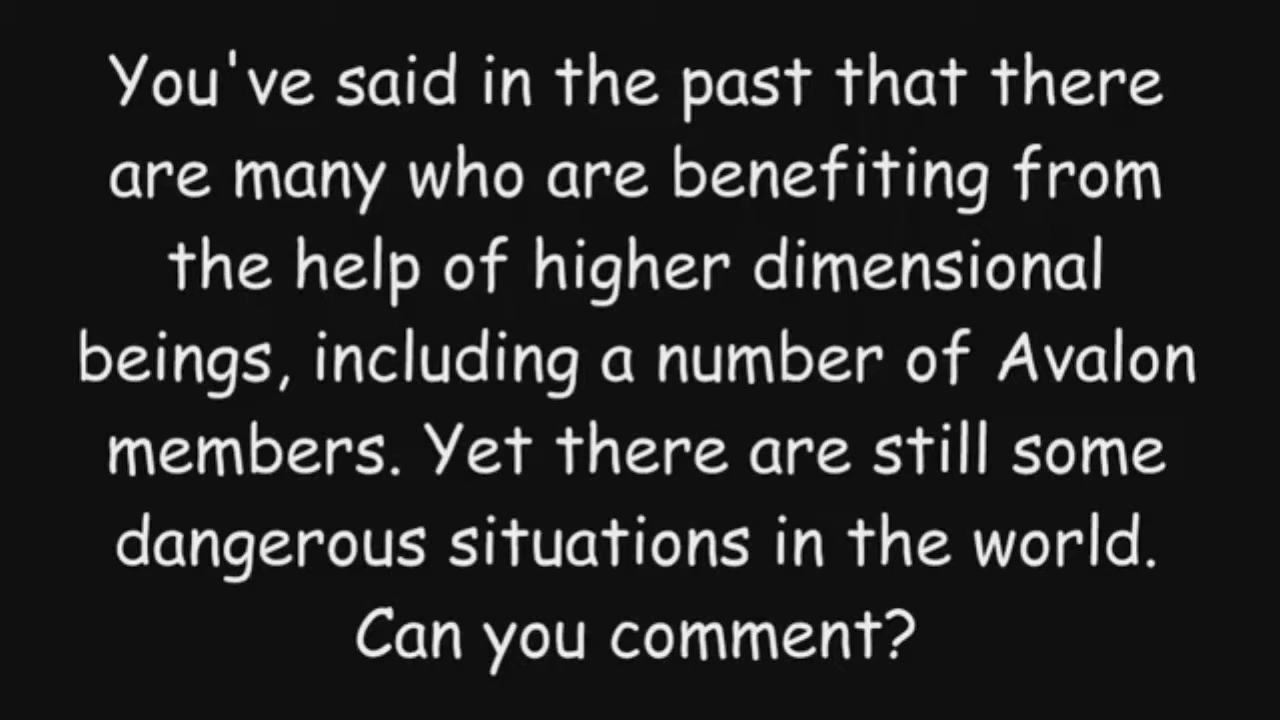 You've said in the past that there
are many who are benefiting from
the help of higher dimensional
beings, including a number of Avalon
members. Yet there are still some
dangerous situations in the world.
Can you comment?